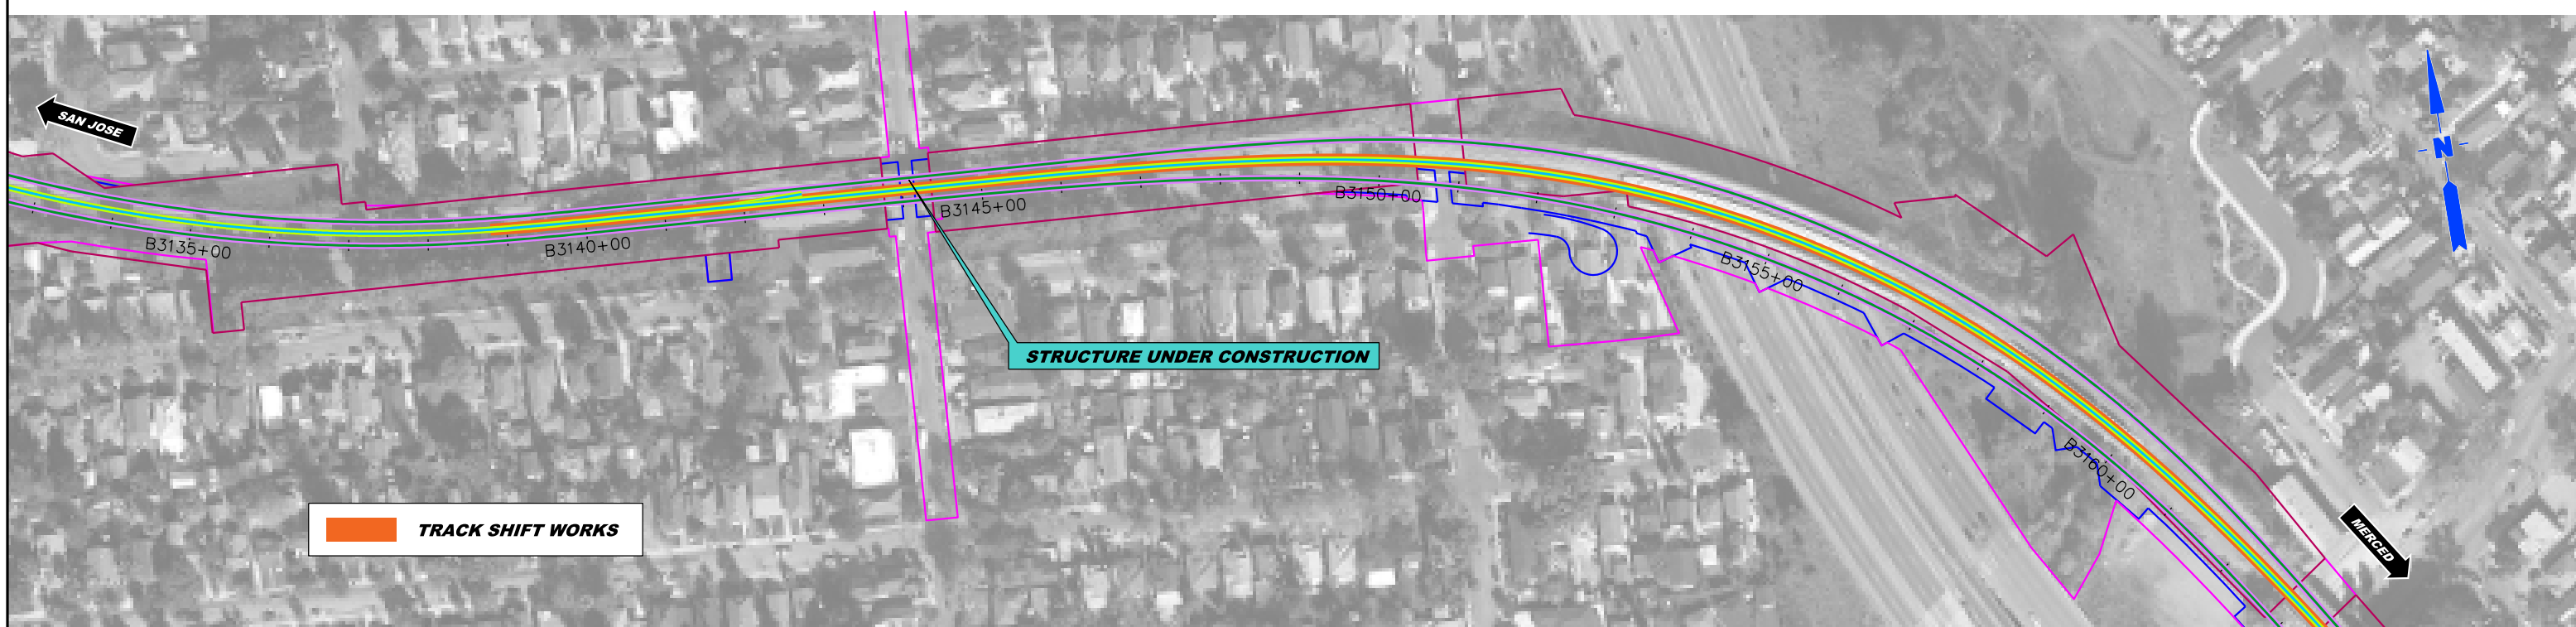 SAN JOSE
N
B3135+00
B3140+00
B3145+00
B3150+00
B3155+00
B3160+00
STRUCTURE UNDER CONSTRUCTION
TRACK SHIFT WORKS
MERCED